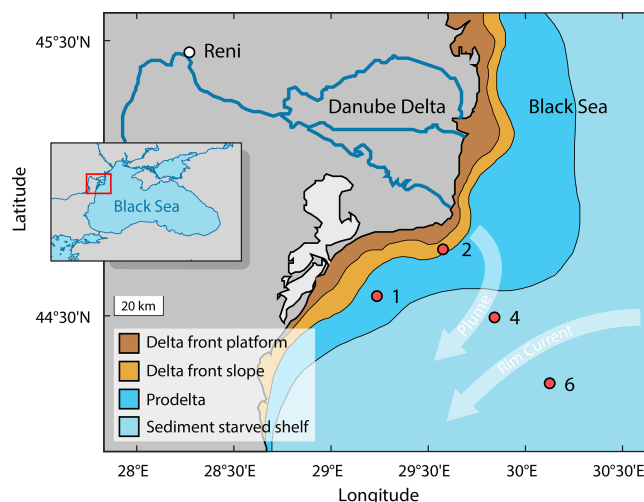 45°30'N
Reni
Danube Delta
Black Sea
Latitude
Black Sea
2
1
Plume
4
Rim Current
20 km
44°30'N
6
Delta front platform
Delta front slope
Prodelta
Sediment starved shelf
28°E
28°30'E
29°E
29°30'E
30°E
30°30'E
Longitude